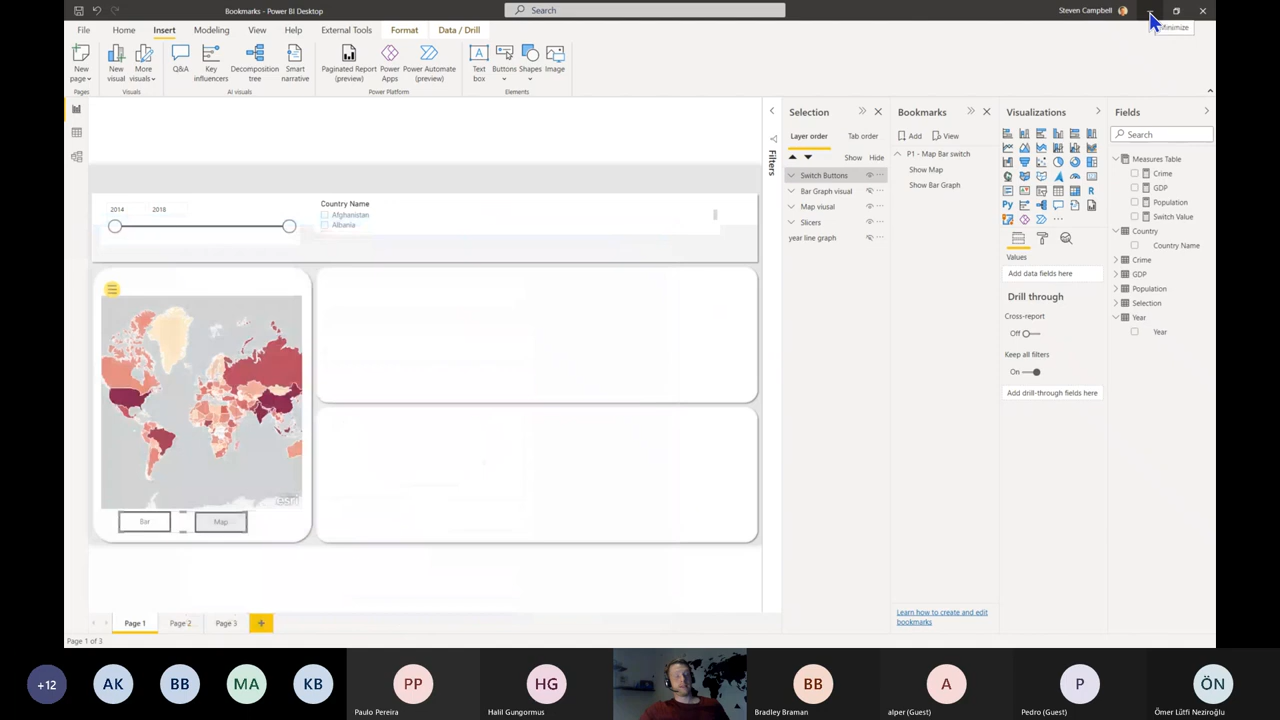 Bookmarks - Power BI Desktop
Search
Steven Campbell
Minimize
File Home Insert Modeling View Help External Tools Format Data / Drill
New page
New visual
More visuals
Q&A
Key influencers
Decomposition tree
Smart narrative
Paginated Report (preview)
Power Apps
Power Automate (preview)
Text box
Buttons
Shapes
Image
Pages
Visuals
AI visuals
Power Platform
Elements
2014 2018
Country Name
Afghanistan
Albania
esri
Bar
Map
Filters
Selection
Layer order Tab order
Show Hide
Switch Buttons
Bar Graph visual
Map viusal
Slicers
year line graph
Bookmarks
Add View
P1 - Map Bar switch
Show Map
Show Bar Graph
Learn how to create and edit
bookmarks
Visualizations
R
Py
Values
Add data fields here
Drill through
Cross-report
Off
Keep all filters
On
Add drill-through fields here
Fields
Search
Measures Table
Crime
GDP
Population
Switch Value
Country
Country Name
Crime
GDP
Population
Selection
Year
Year
Page 1 Page 2 Page 3
Page 1 of 3
+12 AK BB MA KB PP HG BB A P ÖN
Paulo Pereira
Halil Gungormus
Bradley Braman
alper (Guest)
Pedro (Guest)
Ömer Lütfi Neziroğlu